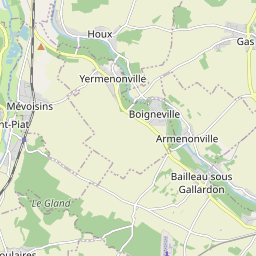 Houx
Gas
Yermenonville
Mévoisins
Boigneville
nt-Piat
Armenonville
Bailleau sous
Gallardon
Le Gland
oulaires